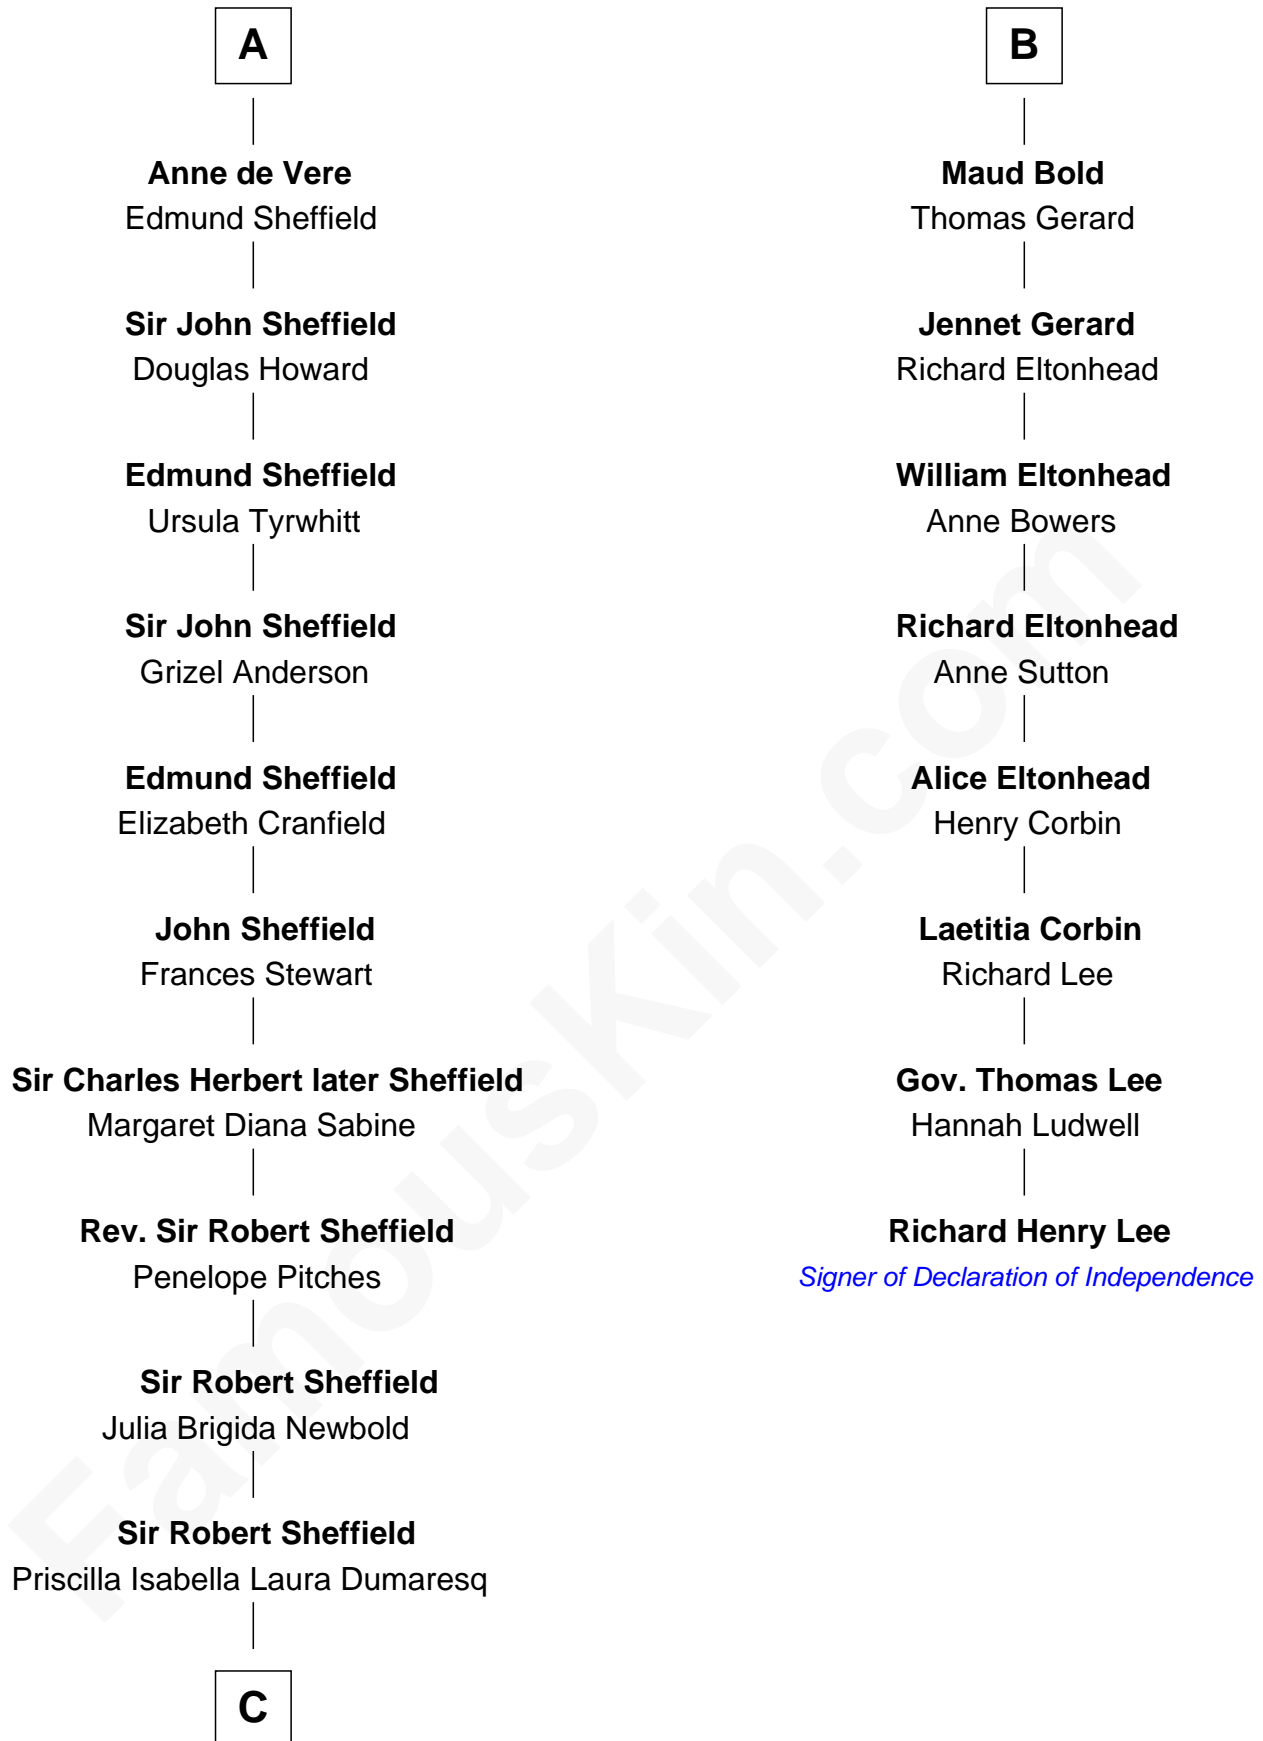 A
Anne de Vere
Edmund Sheffield
Sir John Sheffield
Douglas Howard
Edmund Sheffield
Ursula Tyrwhitt
Sir John Sheffield
Grizel Anderson
Edmund Sheffield
Elizabeth Cranfield
John Sheffield
Frances Stewart
Sir Charles Herbert later Sheffield
Margaret Diana Sabine
Rev. Sir Robert Sheffield
Penelope Pitches
Sir Robert Sheffield
Julia Brigida Newbold
Sir Robert Sheffield
Priscilla Isabella Laura Dumaresq
C
B
Maud Bold
Thomas Gerard
Jennet Gerard
Richard Eltonhead
William Eltonhead
Anne Bowers
Richard Eltonhead
Anne Sutton
Alice Eltonhead
Henry Corbin
Laetitia Corbin
Richard Lee
Gov. Thomas Lee
Hannah Ludwell
Richard Henry Lee
Signer of Declaration of Independence
FamousKin.com